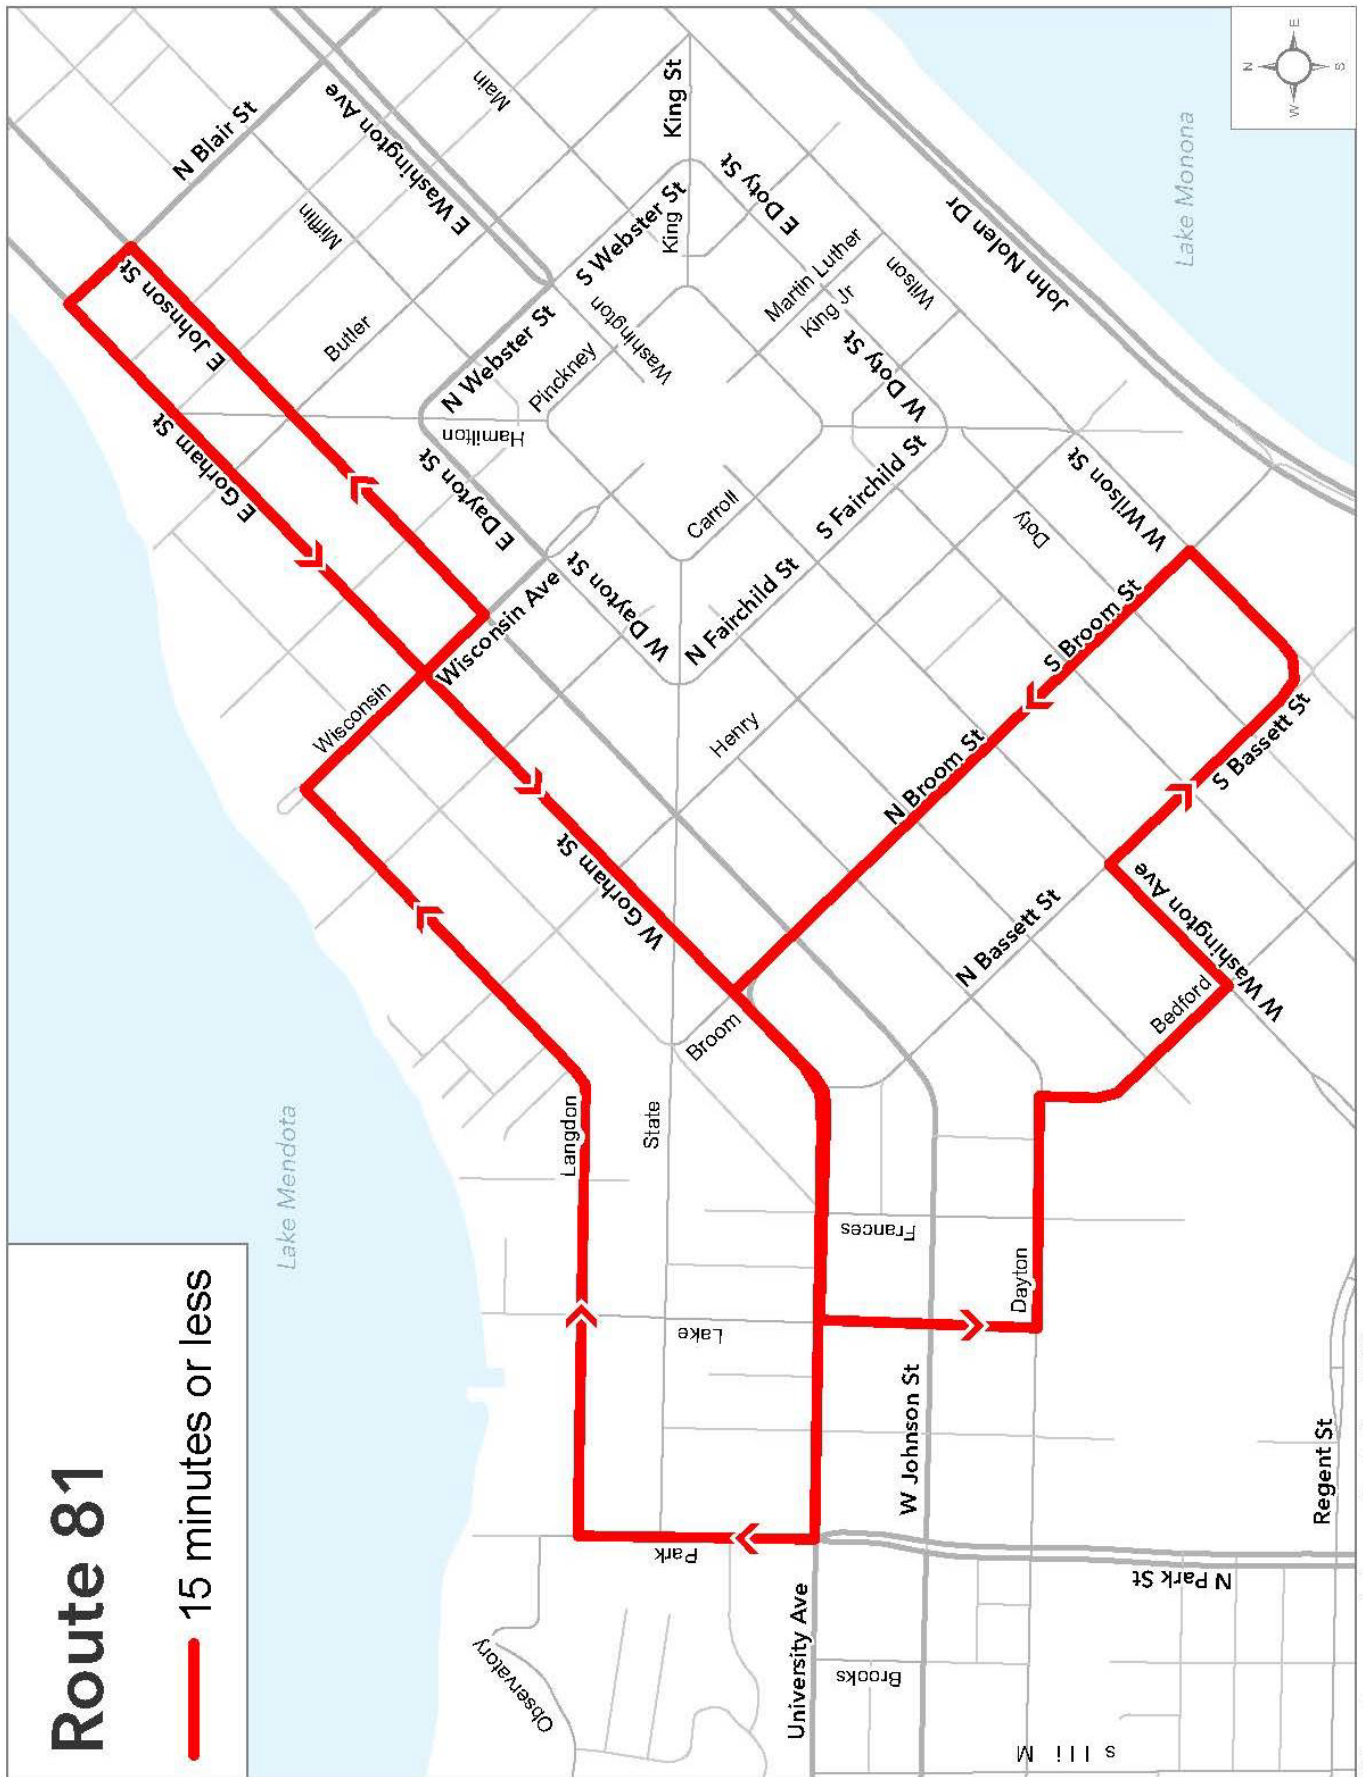 Route 81
15 minutes or less
Lake Mendota
Lake Monona
N
E
S
W
N Blair St
E Washington Ave
Main
King St
Mifflin
E Johnson St
Butler
E Gorham St
Hamilton
N Webster St
S Webster St
King
E Doty St
Pinckney
Washington
Martin Luther
King Jr
Wilson
John Nolen Dr
E Dayton St
W Doty St
Wisconsin
Wisconsin Ave
W Dayton St
Carroll
N Fairchild St
S Fairchild St
Doty
W Wilson St
Henry
S Broom St
N Broom St
S Bassett St
W Gorham St
Broom
N Bassett St
W Washington Ave
Bedford
Langdon
State
Frances
Dayton
Lake
W Johnson St
Regent St
Park
N Park St
Observatory
University Ave
Brooks
Mills